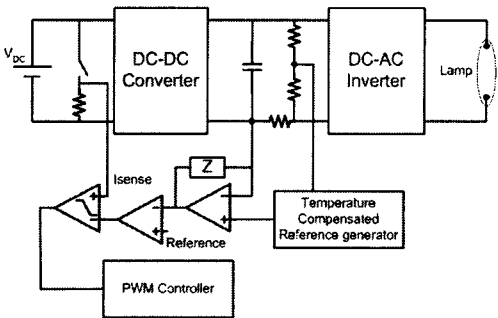 V_DC
DC-DC
Converter
DC-AC
Inverter
Lamp
Isense
Z
Reference
Temperature
Compensated
Reference generator
PWM Controller